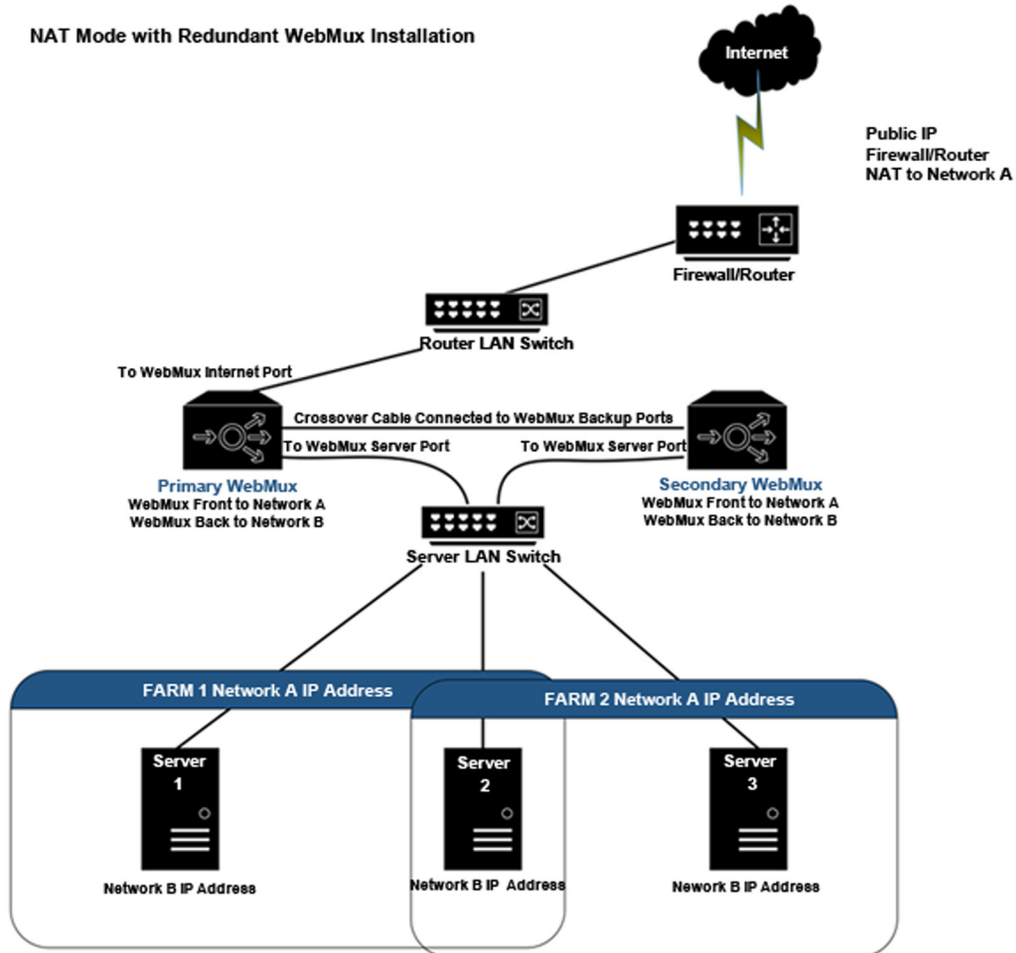 NAT Mode with Redundant WebMux Installation
Internet
Public IP
Firewall/Router
NAT to Network A
Firewall/Router
Router LAN Switch
To WebMux Internet Port
Crossover Cable Connected to WebMux Backup Ports
To WebMux Server Port
To WebMux Server Port
Primary WebMux
WebMux Front to Network A
WebMux Back to Network B
Secondary WebMux
WebMux Front to Network A
WebMux Back to Network B
Server LAN Switch
FARM 1 Network A IP Address
FARM 2 Network A IP Address
Server
1
Server
2
Server
3
Network B IP Address
Network B IP Address
Nework B IP Address